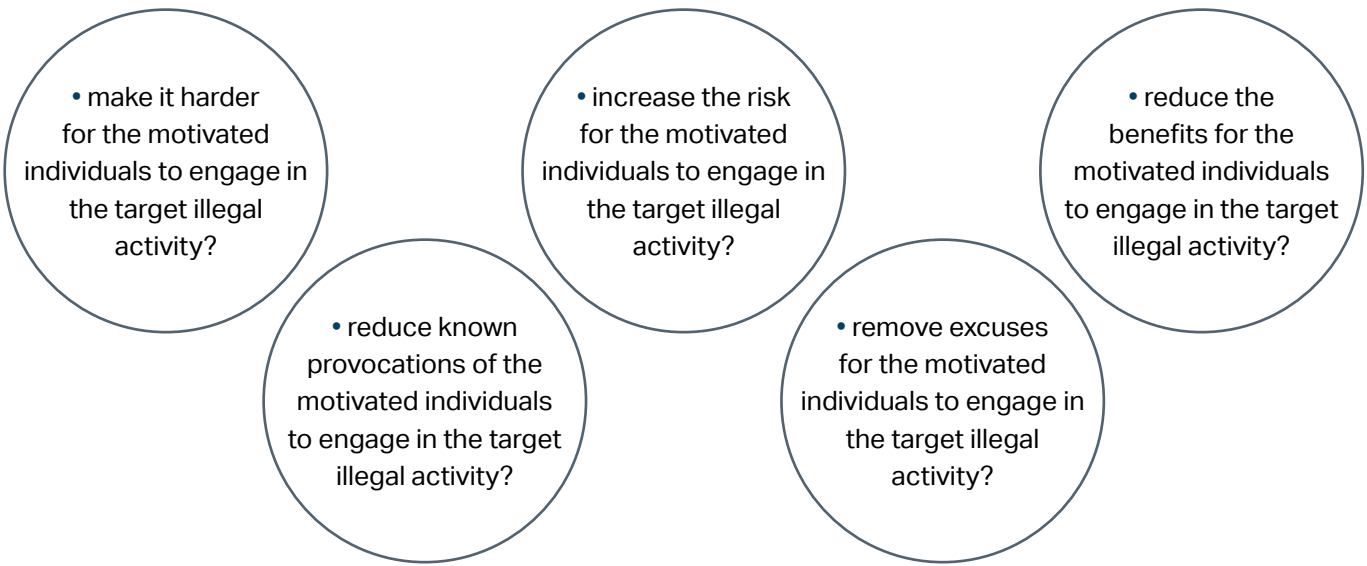 • make it harder
for the motivated
individuals to engage in
the target illegal
activity?
• increase the risk
for the motivated
individuals to engage in
the target illegal
activity?
• reduce the
benefits for the
motivated individuals
to engage in the target
illegal activity?
• reduce known
provocations of the
motivated individuals
to engage in the target
illegal activity?
• remove excuses
for the motivated
individuals to engage in
the target illegal
activity?